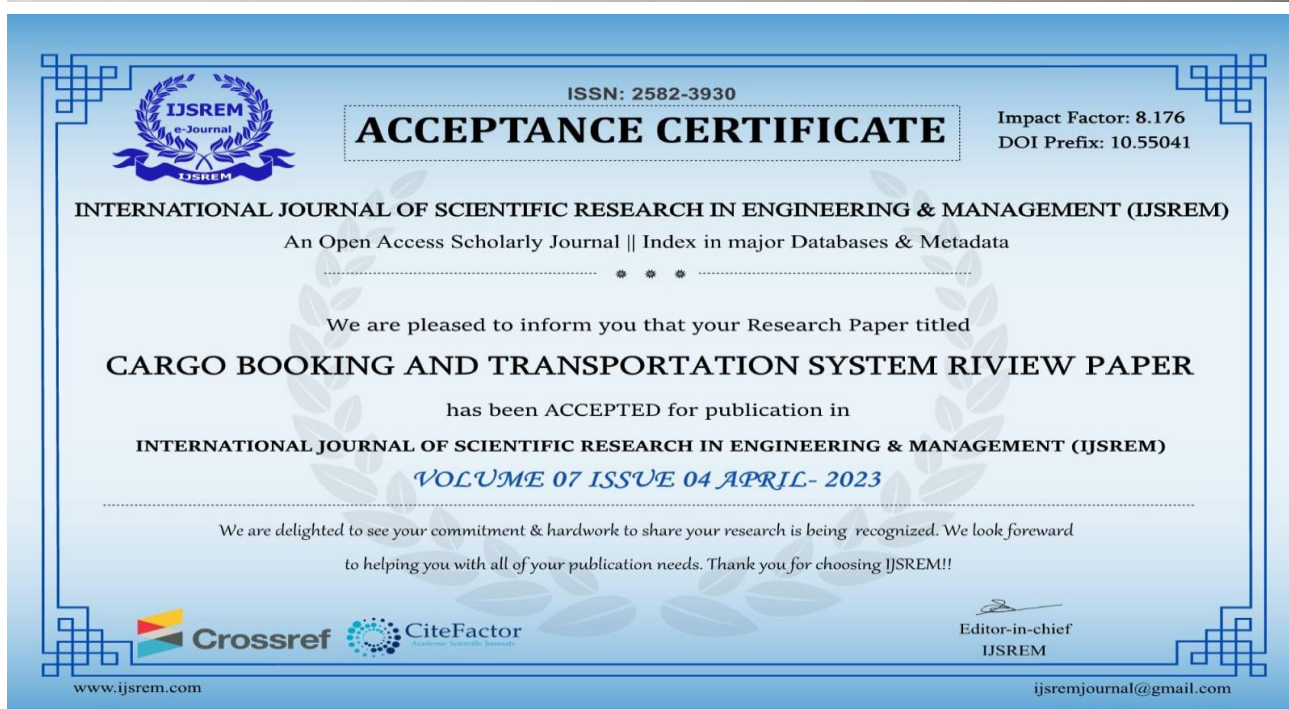 IJSREM
e-Journal
IJSREM
ISSN: 2582-3930
ACCEPTANCE CERTIFICATE
Impact Factor: 8.176
DOI Prefix: 10.55041
INTERNATIONAL JOURNAL OF SCIENTIFIC RESEARCH IN ENGINEERING & MANAGEMENT (IJSREM)
An Open Access Scholarly Journal || Index in major Databases & Metadata
We are pleased to inform you that your Research Paper titled
CARGO BOOKING AND TRANSPORTATION SYSTEM RIVIEW PAPER
has been ACCEPTED for publication in
INTERNATIONAL JOURNAL OF SCIENTIFIC RESEARCH IN ENGINEERING & MANAGEMENT (IJSREM)
VOLUME 07 ISSUE 04 APRIL- 2023
We are delighted to see your commitment & hardwork to share your research is being recognized. We look foreward
to helping you with all of your publication needs. Thank you for choosing IJSREM!!
Crossref
CiteFactor
Academic Scientific Journals
Editor-in-chief
IJSREM
www.ijsrem.com
ijsremjournal@gmail.com